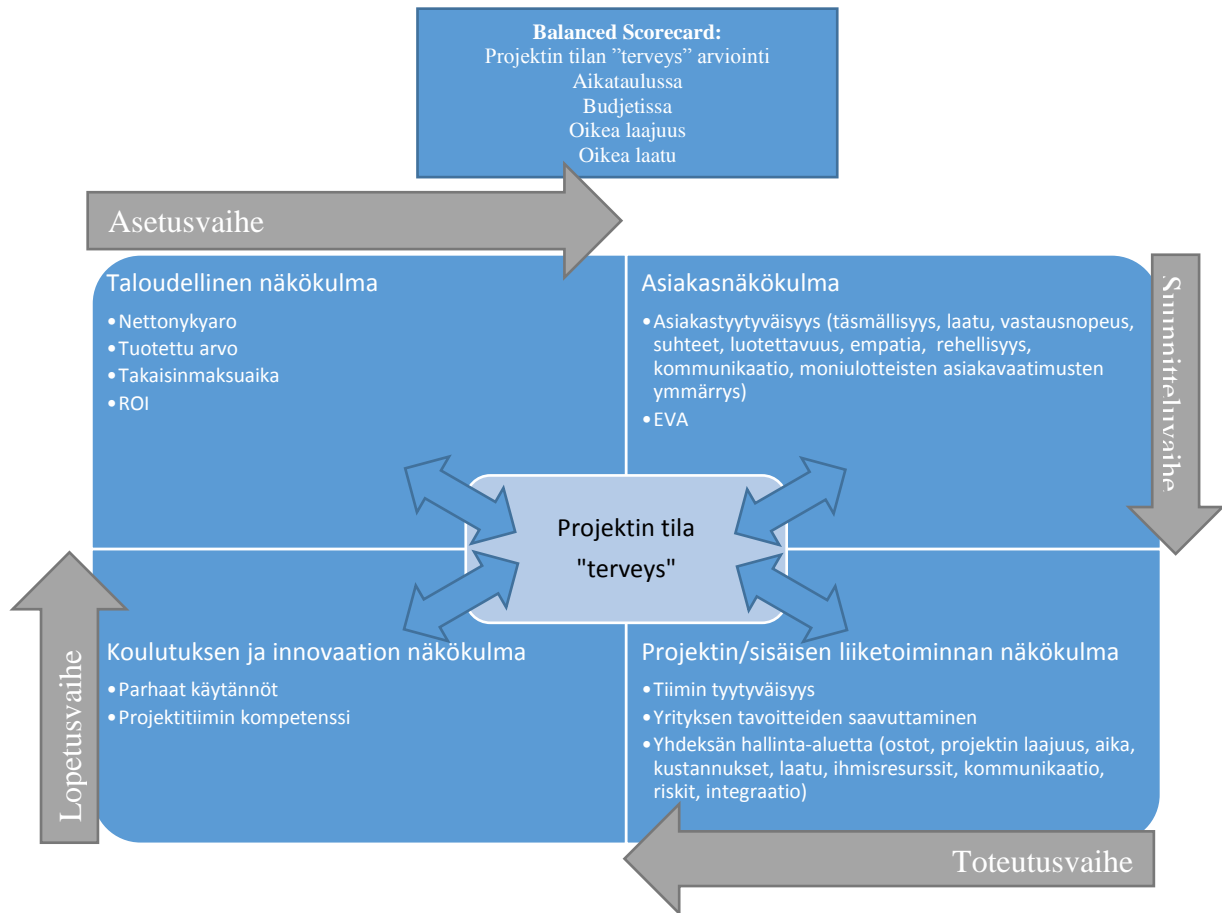 Balanced Scorecard:
Projektin tilan ”terveys” arviointi
Aikataulussa
Budjetissa
Oikea laajuus
Oikea laatu
Asetusvaihe
Taloudellinen näkökulma
•Nettonykyaro
•Tuotettu arvo
•Takaisinmaksuaika
•ROI
Asiakasnäkökulma
•Asiakastyytyväisyys (täsmällisyys, laatu, vastausnopeus,
suhteet, luotettavuus, empatia, rehellisyys,
kommunikaatio, moniulotteisten asiakavaatimusten
ymmärrys)
•EVA
Suunnitteluvaihe
Projektin tila
"terveys"
Koulutuksen ja innovaation näkökulma
•Parhaat käytännöt
•Projektitiimin kompetenssi
Projektin/sisäisen liiketoiminnan näkökulma
•Tiimin tyytyväisyys
•Yrityksen tavoitteiden saavuttaminen
•Yhdeksän hallinta-aluetta (ostot, projektin laajuus, aika,
kustannukset, laatu, ihmisresurssit, kommunikaatio,
riskit, integraatio)
Lopetusvaihe
Toteutusvaihe